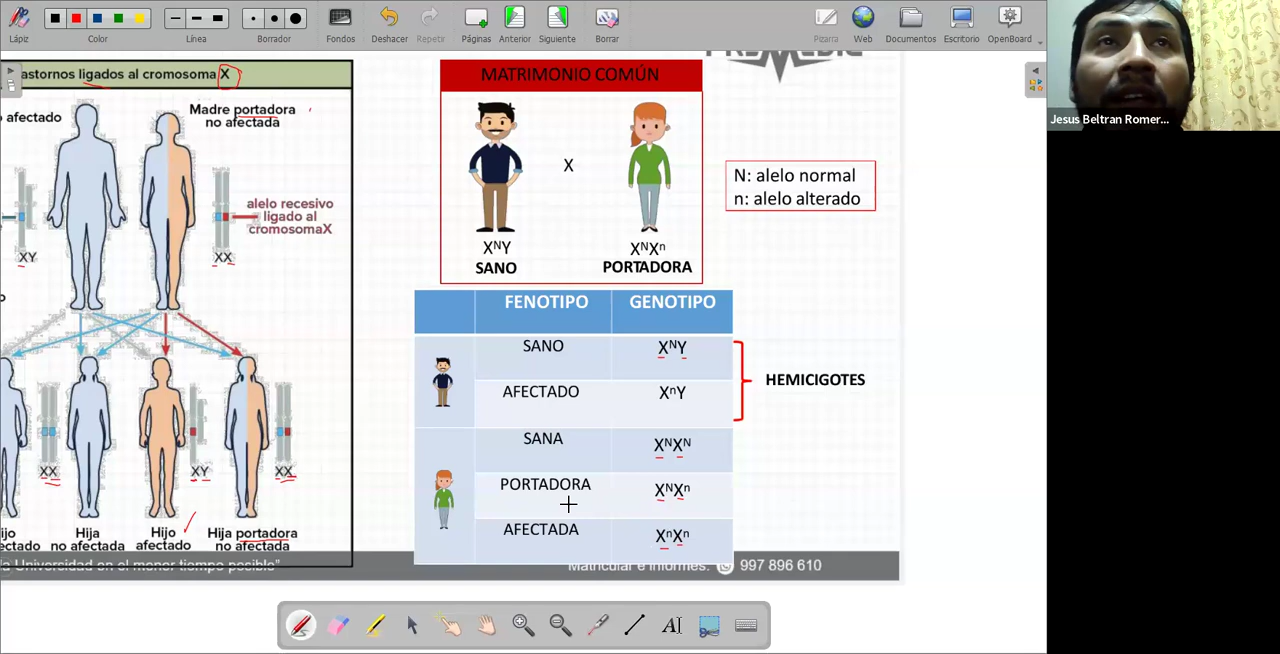 Lápiz
Color
Línea
Borrador
Fondos
Deshacer
Repetir
Páginas
Anterior
Siguiente
Borrar
Pizarra
Web
Documentos
Escritorio
OpenBoard
Jesus Beltran Romer...
astornos ligados al cromosoma X
o afectado
Madre portadora
no afectada
alelo recesivo
ligado al
cromosomaX
XY
XX
XX
XY
XX
ijo
ectado
Hija
no afectada
Hijo
afectado
Hija portadora
no afectada
MATRIMONIO COMÚN
X
XᴺY
SANO
XᴺXⁿ
PORTADORA
N: alelo normal
n: alelo alterado
FENOTIPO GENOTIPO
SANO XᴺY
AFECTADO XⁿY
HEMICIGOTES
SANA XᴺXᴺ
PORTADORA XᴺXⁿ
AFECTADA XⁿXⁿ
la Universidad en el menor tiempo posible"
Matricular e informes: 997 896 610